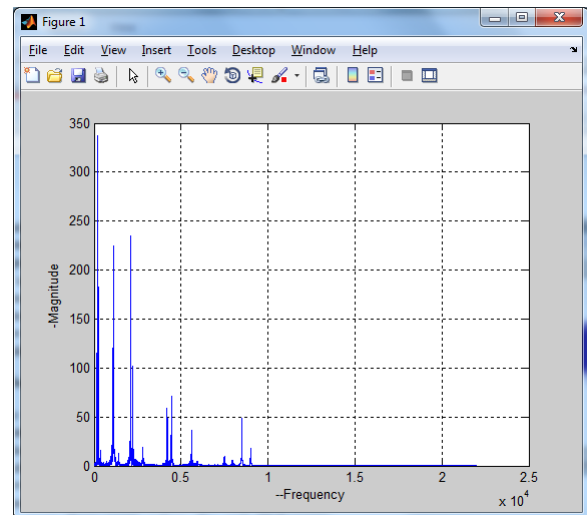 Figure 1
File Edit View Insert Tools Desktop Window Help
350
300
250
200
150
100
50
0
-Magnitude
0 0.5 1 1.5 2 2.5
--Frequency
x 10^4